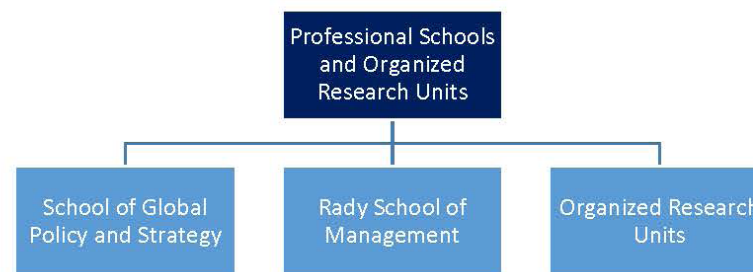 Professional Schools
and Organized
Research Units
School of Global
Policy and Strategy
Rady School of
Management
Organized Research
Units